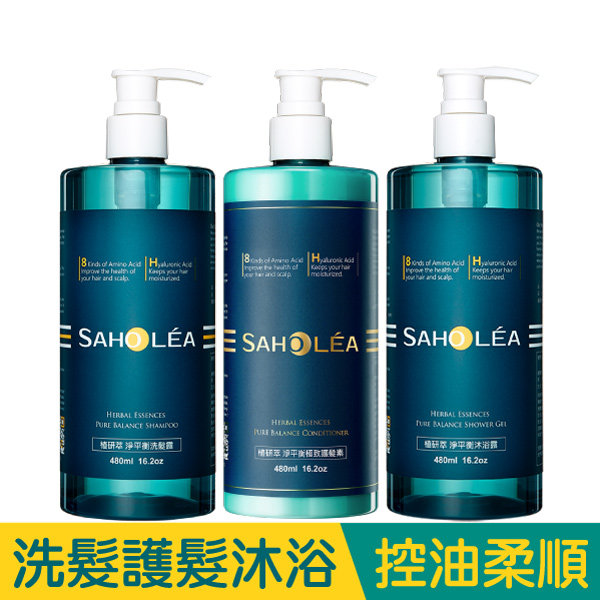 8 Kinds of Amino Acid
Improve the health of
your hair and scalp.
Hyaluronic Acid
Keeps your hair
moisturized.
SAHOLÉA
HERBAL ESSENCES
PURE BALANCE SHAMPOO
植研萃 淨平衡洗髮露
480ml 16.2oz
8 Kinds of Amino Acid
Improve the health of
your hair and scalp.
Hyaluronic Acid
Keeps your hair
moisturized.
SAHOLÉA
HERBAL ESSENCES
PURE BALANCE CONDITIONER
植研萃 淨平衡極致護髮素
480ml 16.2oz
8 Kinds of Amino Acid
Improve the health of
your hair and scalp.
Hyaluronic Acid
Keeps your hair
moisturized.
SAHOLÉA
HERBAL ESSENCES
PURE BALANCE SHOWER GEL
植研萃 淨平衡沐浴露
480ml 16.2oz
洗髮護髮沐浴
控油柔順